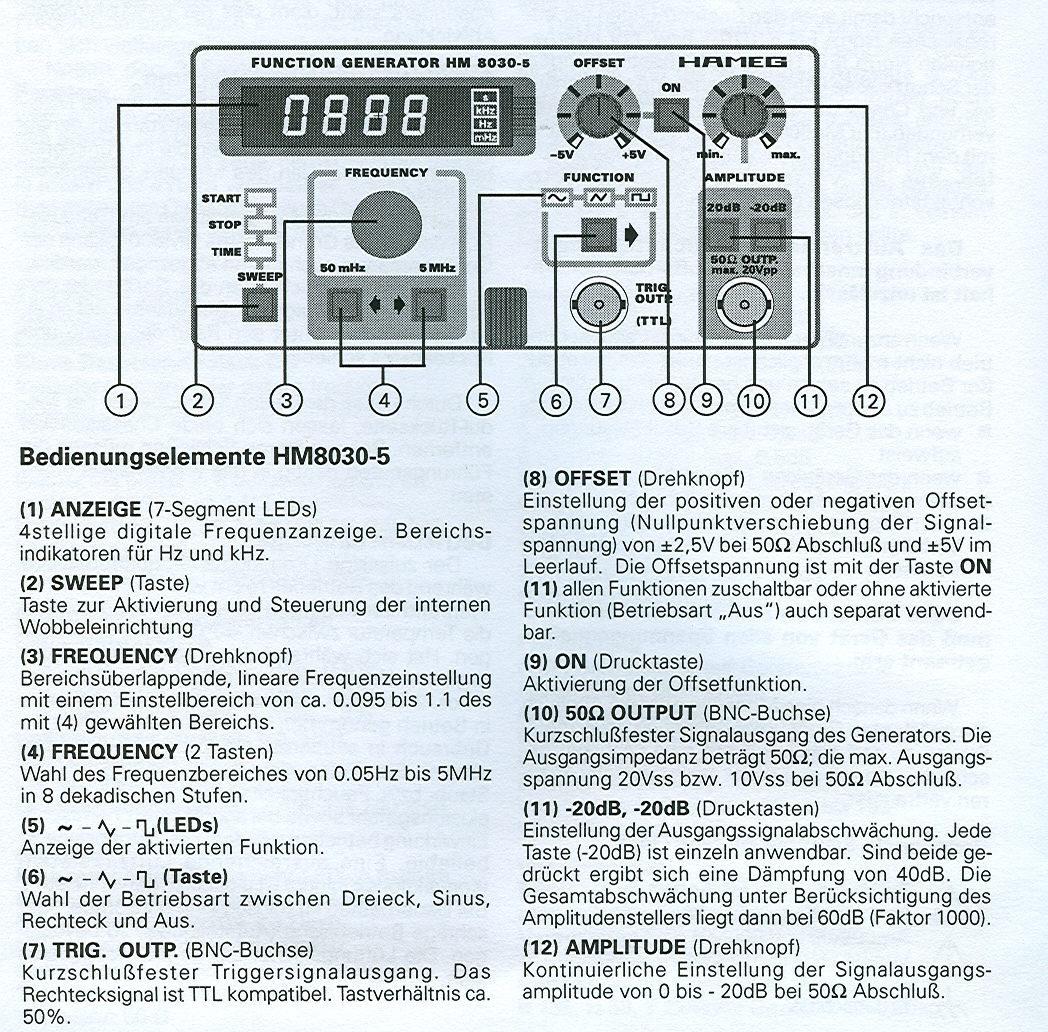 FUNCTION GENERATOR HM 8030-5
OFFSET
HAMEG
ON
0888
s
kHz
Hz
mHz
-5V
+5V
min.
max.
FREQUENCY
FUNCTION
AMPLITUDE
START
STOP
TIME
SWEEP
50 mHz
5 MHz
20dB -20dB
50Ω OUTP.
max. 20Vpp
TRIG.
OUTP.
(TTL)
1 2 3 4 5 6 7 8 9 10 11 12
Bedienungselemente HM8030-5
(1) ANZEIGE (7-Segment LEDs)
4stellige digitale Frequenzanzeige. Bereichs-
indikatoren für Hz und kHz.
(2) SWEEP (Taste)
Taste zur Aktivierung und Steuerung der internen
Wobbeleinrichtung
(3) FREQUENCY (Drehknopf)
Bereichsüberlappende, lineare Frequenzeinstellung
mit einem Einstellbereich von ca. 0.095 bis 1.1 des
mit (4) gewählten Bereichs.
(4) FREQUENCY (2 Tasten)
Wahl des Frequenzbereiches von 0.05Hz bis 5MHz
in 8 dekadischen Stufen.
(5) ~ – – (LEDs)
Anzeige der aktivierten Funktion.
(6) ~ – – (Taste)
Wahl der Betriebsart zwischen Dreieck, Sinus,
Rechteck und Aus.
(7) TRIG. OUTP. (BNC-Buchse)
Kurzschlußfester Triggersignalausgang. Das
Rechtecksignal ist TTL kompatibel. Tastverhältnis ca.
50%.
(8) OFFSET (Drehknopf)
Einstellung der positiven oder negativen Offset-
spannung (Nullpunktverschiebung der Signal-
spannung) von ±2,5V bei 50Ω Abschluß und ±5V im
Leerlauf. Die Offsetspannung ist mit der Taste ON
(11) allen Funktionen zuschaltbar oder ohne aktivierte
Funktion (Betriebsart „Aus") auch separat verwend-
bar.
(9) ON (Drucktaste)
Aktivierung der Offsetfunktion.
(10) 50Ω OUTPUT (BNC-Buchse)
Kurzschlußfester Signalausgang des Generators. Die
Ausgangsimpedanz beträgt 50Ω; die max. Ausgangs-
spannung 20Vss bzw. 10Vss bei 50Ω Abschluß.
(11) -20dB, -20dB (Drucktasten)
Einstellung der Ausgangssignalabschwächung. Jede
Taste (-20dB) ist einzeln anwendbar. Sind beide ge-
drückt ergibt sich eine Dämpfung von 40dB. Die
Gesamtabschwächung unter Berücksichtigung des
Amplitudenstellers liegt dann bei 60dB (Faktor 1000).
(12) AMPLITUDE (Drehknopf)
Kontinuierliche Einstellung der Signalausgangs-
amplitude von 0 bis - 20dB bei 50Ω Abschluß.